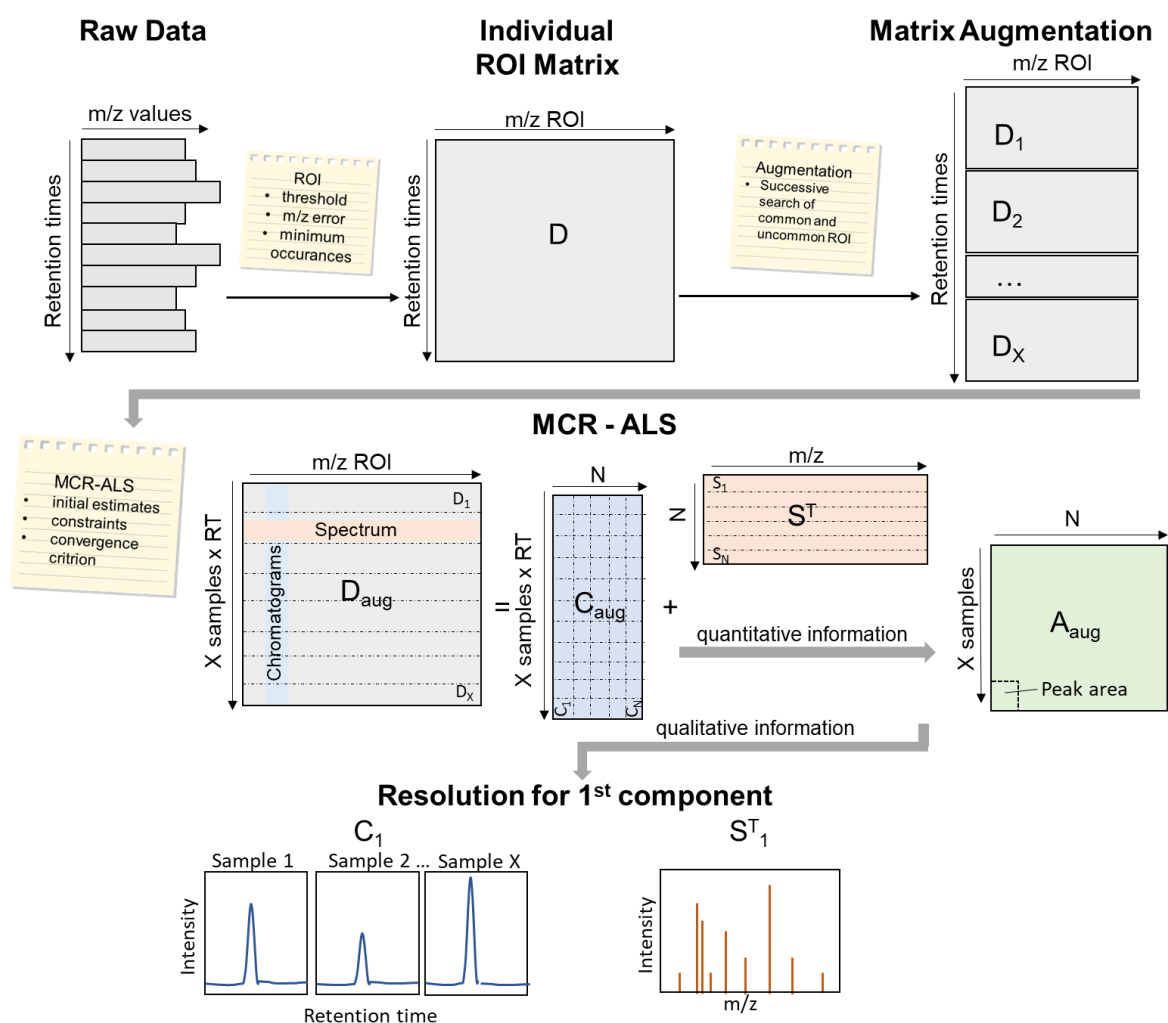 Raw Data
Individual
ROI Matrix
Matrix Augmentation
m/z values
Retention times
ROI
• threshold
• m/z error
• minimum
occurances
m/z ROI
Retention times
D
Augmentation
• Successive
search of
common and
uncommon ROI
m/z ROI
Retention times
D1
D2
...
DX
MCR - ALS
MCR-ALS
• initial estimates
• constraints
• convergence
critrion
m/z ROI
X samples x RT
D1
Spectrum
Chromatograms
Daug
DX
=
N
X samples x RT
Caug
C1
CN
+
m/z
N
S1
ST
SN
quantitative information
N
X samples
Aaug
Peak area
qualitative information
Resolution for 1st component
C1
Sample 1
Sample 2 ...
Sample X
Intensity
Retention time
ST1
Intensity
m/z